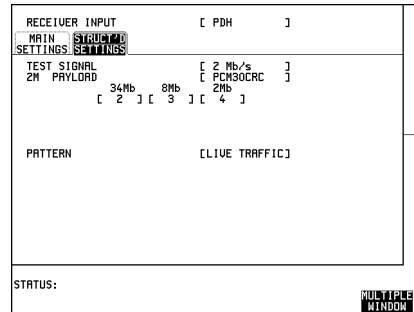 RECEIVER INPUT [ PDH ]
MAIN SETTINGS STRUCT'D SETTINGS
TEST SIGNAL [ 2 Mb/s ]
2M PAYLOAD [ PCM30CRC ]
34Mb 8Mb 2Mb
[ 2 ] [ 3 ] [ 4 ]
PATTERN [LIVE TRAFFIC]
STATUS:
MULTIPLE
WINDOW